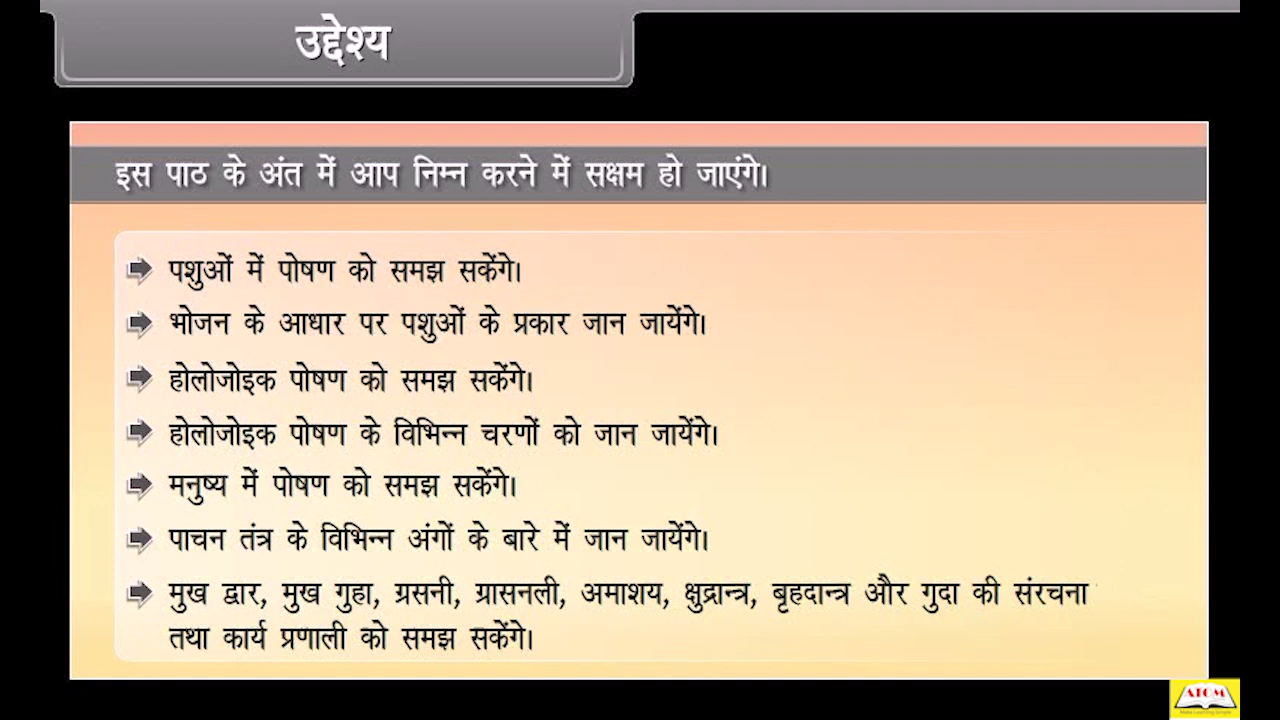 उद्देश्य
इस पाठ के अंत में आप निम्न करने में सक्षम हो जाएंगे।
पशुओं में पोषण को समझ सकेंगे।
भोजन के आधार पर पशुओं के प्रकार जान जायेंगे।
होलोजोइक पोषण को समझ सकेंगे।
होलोजोइक पोषण के विभिन्न चरणों को जान जायेंगे।
मनुष्य में पोषण को समझ सकेंगे।
पाचन तंत्र के विभिन्न अंगों के बारे में जान जायेंगे।
मुख द्वार, मुख गुहा, ग्रसनी, ग्रासनली, अमाशय, क्षुद्रान्त्र, बृहदान्त्र और गुदा की संरचना
तथा कार्य प्रणाली को समझ सकेंगे।
ATOM